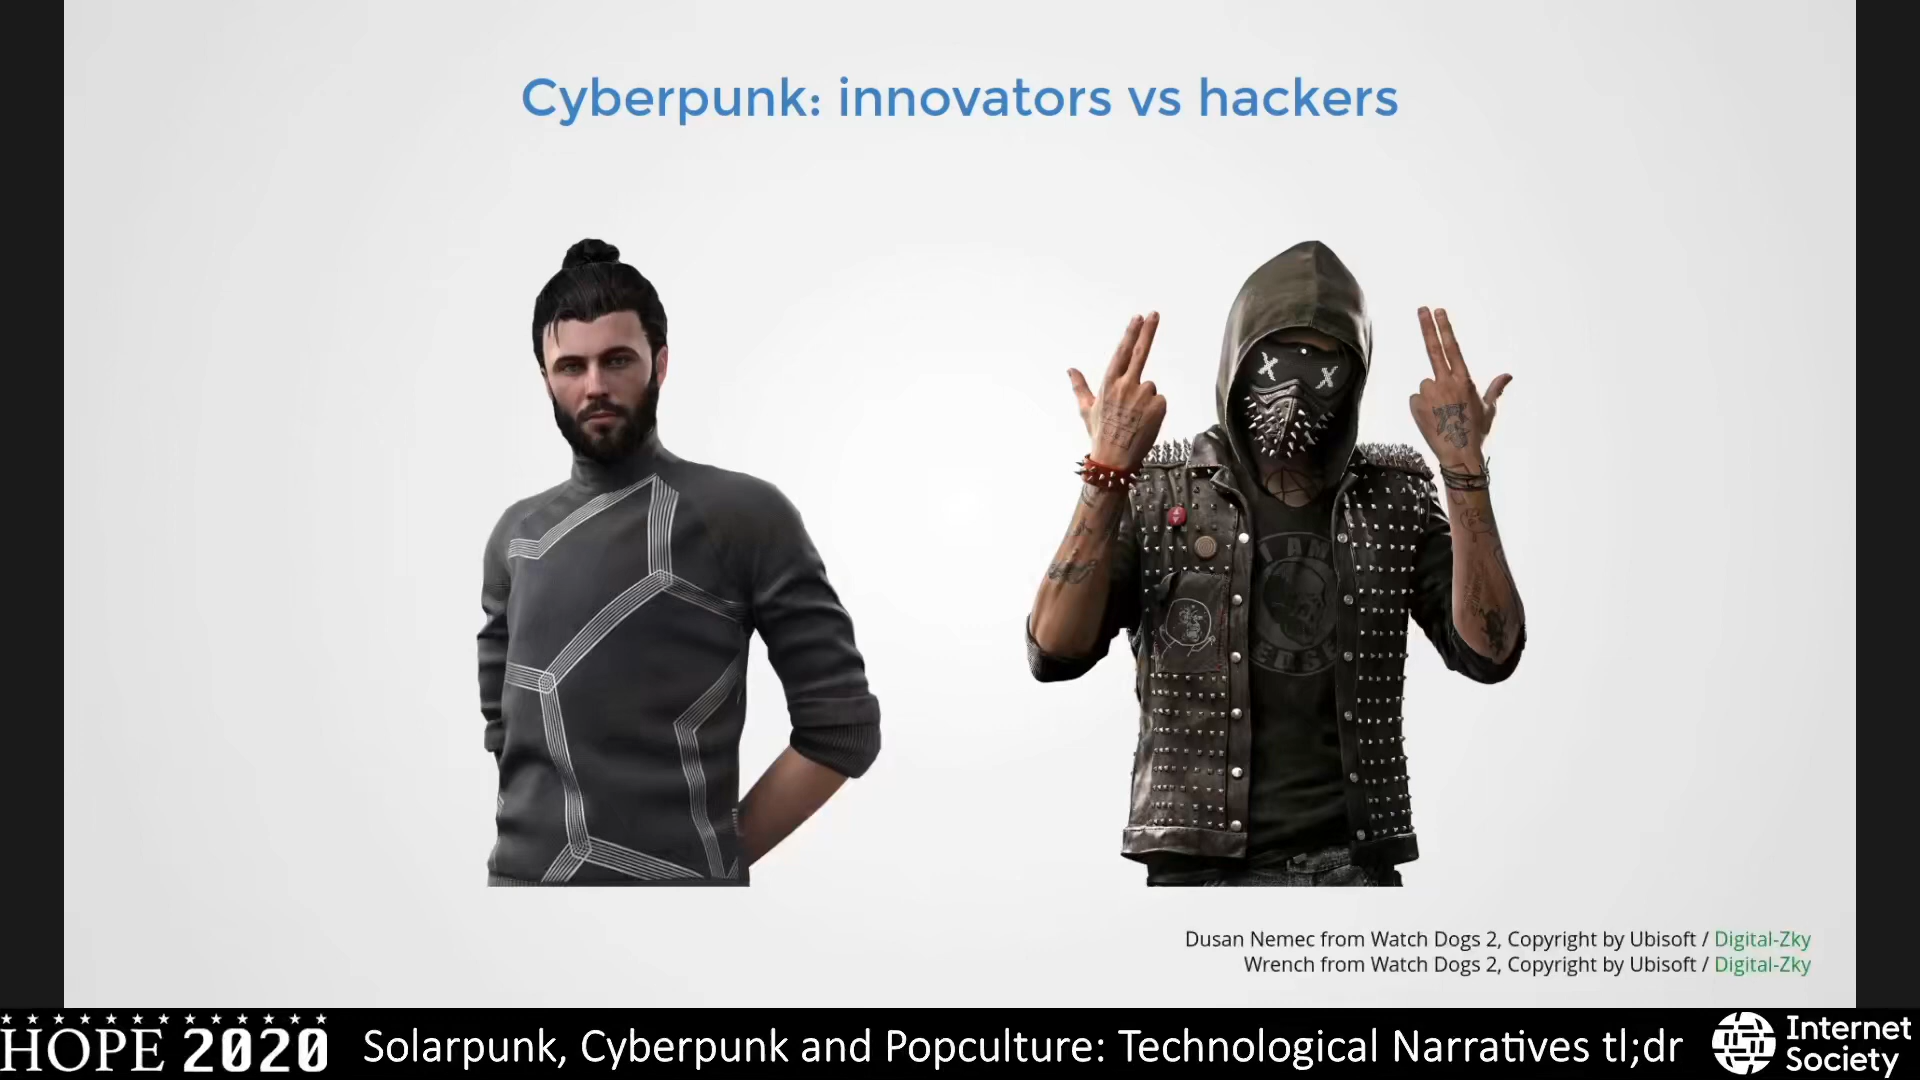 Cyberpunk: innovators vs hackers
I AM
Dusan Nemec from Watch Dogs 2, Copyright by Ubisoft / Digital-Zky
Wrench from Watch Dogs 2, Copyright by Ubisoft / Digital-Zky
HOPE 2020
Solarpunk, Cyberpunk and Popculture: Technological Narratives tl;dr
Internet
Society